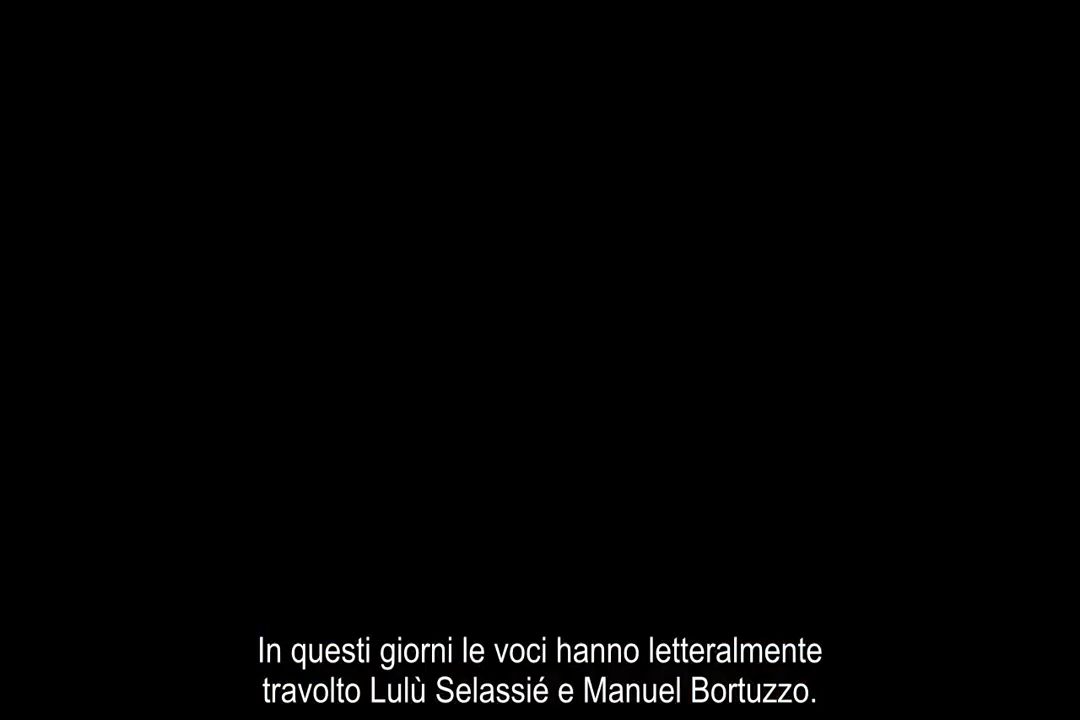 In questi giorni le voci hanno letteralmente
travolto Lulù Selassié e Manuel Bortuzzo.